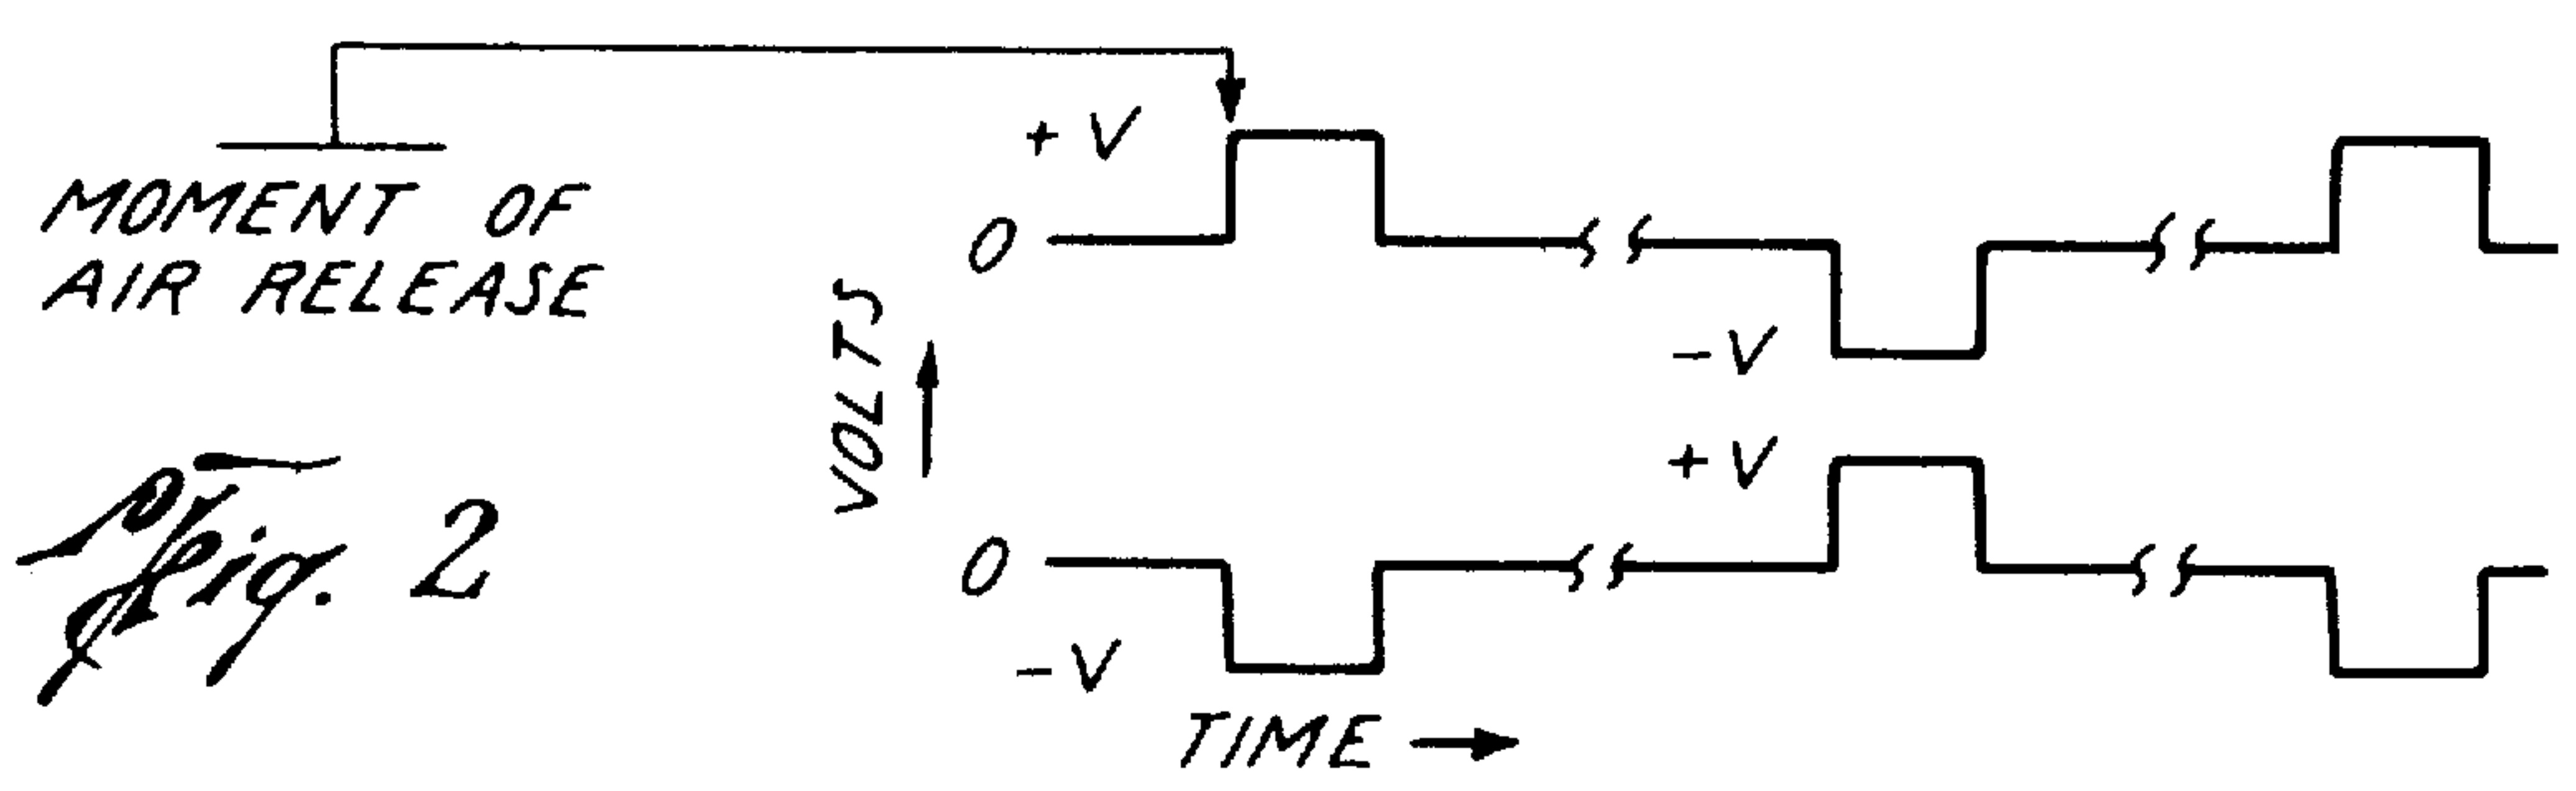 MOMENT OF
AIR RELEASE
+ V
0
- V
VOLTS
+ V
0
- V
TIME
Fig. 2